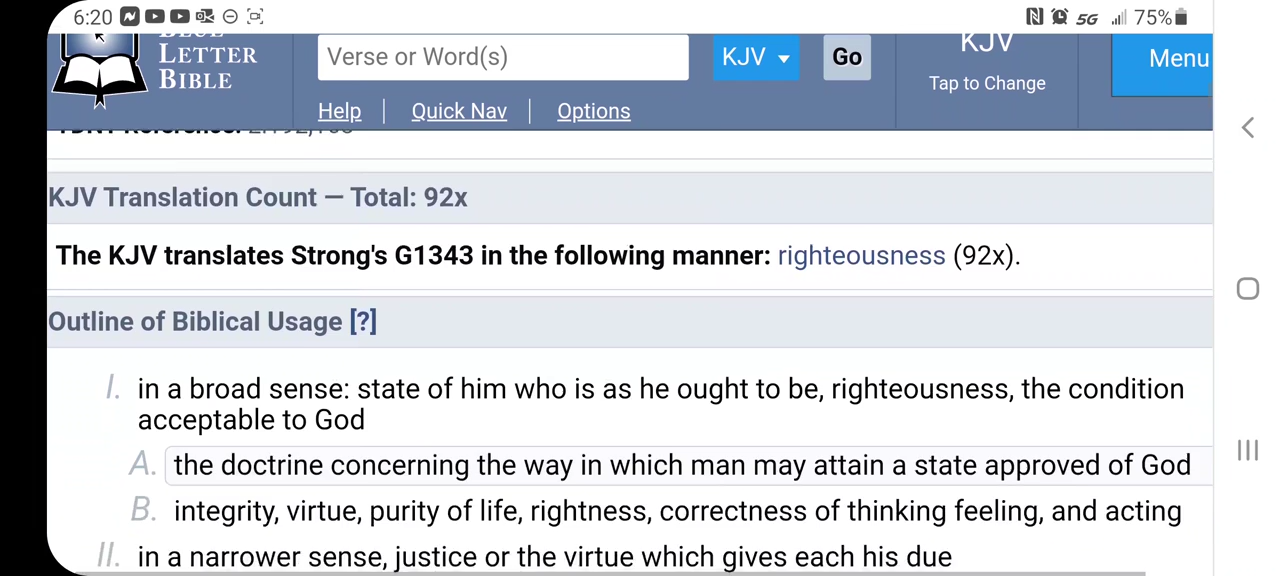 6:20
5G
75%
BLUE
LETTER
BIBLE
Verse or Word(s)
KJV
Go
KJV
Tap to Change
Menu
Help
Quick Nav
Options
KJV Translation Count — Total: 92x
The KJV translates Strong's G1343 in the following manner: righteousness (92x).
Outline of Biblical Usage [?]
I. in a broad sense: state of him who is as he ought to be, righteousness, the condition
acceptable to God
A. the doctrine concerning the way in which man may attain a state approved of God
B. integrity, virtue, purity of life, rightness, correctness of thinking feeling, and acting
II. in a narrower sense, justice or the virtue which gives each his due